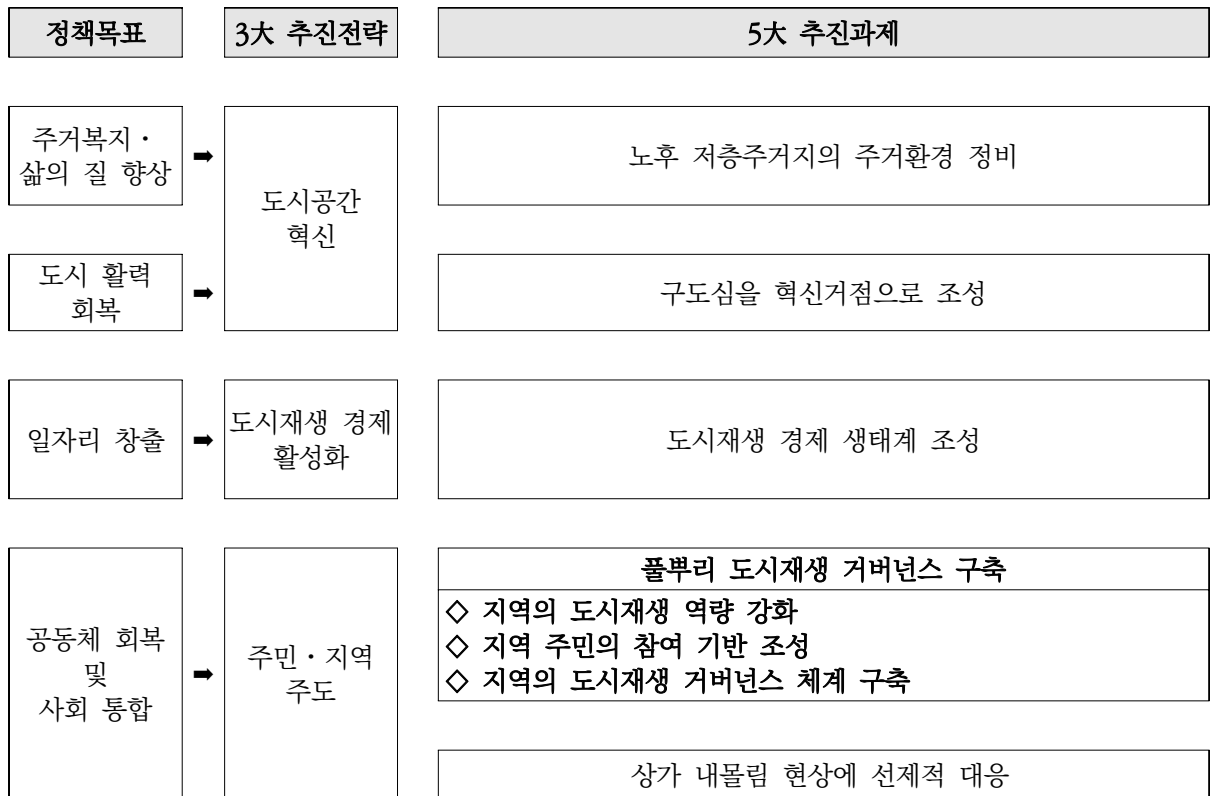 정책목표
3大 추진전략
5大 추진과제
주거복지・
삶의 질 향상
➡
도시공간
혁신
노후 저층주거지의 주거환경 정비
도시 활력
회복
➡
구도심을 혁신거점으로 조성
일자리 창출
➡
도시재생 경제
활성화
도시재생 경제 생태계 조성
공동체 회복
및
사회 통합
➡
주민・지역
주도
풀뿌리 도시재생 거버넌스 구축
◇ 지역의 도시재생 역량 강화
◇ 지역 주민의 참여 기반 조성
◇ 지역의 도시재생 거버넌스 체계 구축
상가 내몰림 현상에 선제적 대응